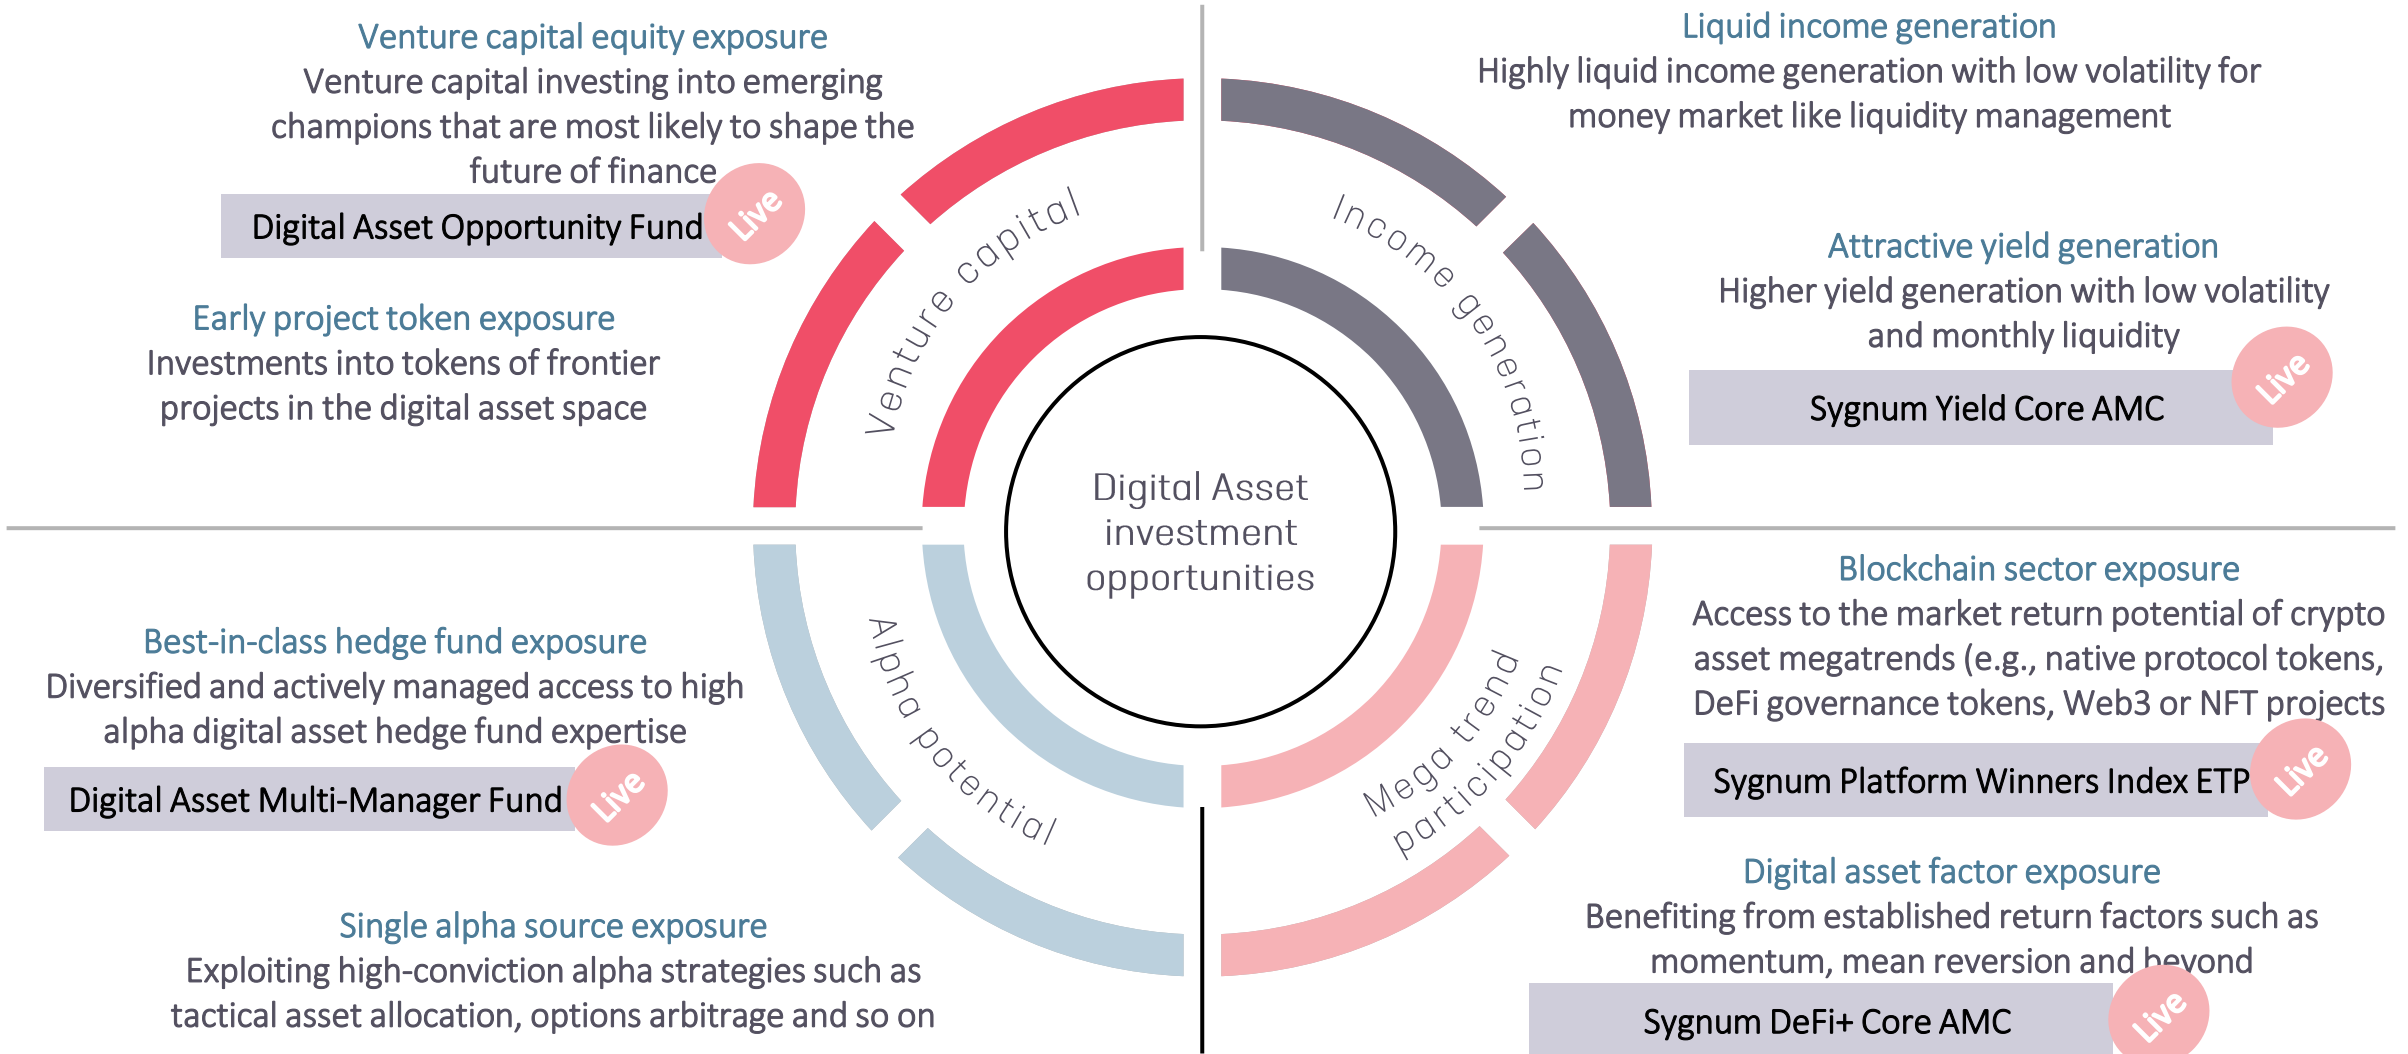 Venture capital equity exposure
Venture capital investing into emerging
champions that are most likely to shape the
future of finance
Digital Asset Opportunity Fund
Live
Early project token exposure
Investments into tokens of frontier
projects in the digital asset space
Venture capital
Liquid income generation
Highly liquid income generation with low volatility for
money market like liquidity management
Attractive yield generation
Higher yield generation with low volatility
and monthly liquidity
Sygnum Yield Core AMC
Live
Income generation
Digital Asset
investment
opportunities
Best-in-class hedge fund exposure
Diversified and actively managed access to high
alpha digital asset hedge fund expertise
Digital Asset Multi-Manager Fund
Live
Single alpha source exposure
Exploiting high-conviction alpha strategies such as
tactical asset allocation, options arbitrage and so on
Alpha potential
Mega trend
participation
Blockchain sector exposure
Access to the market return potential of crypto
asset megatrends (e.g., native protocol tokens,
DeFi governance tokens, Web3 or NFT projects
Sygnum Platform Winners Index ETP
Live
Digital asset factor exposure
Benefiting from established return factors such as
momentum, mean reversion and beyond
Sygnum DeFi+ Core AMC
Live